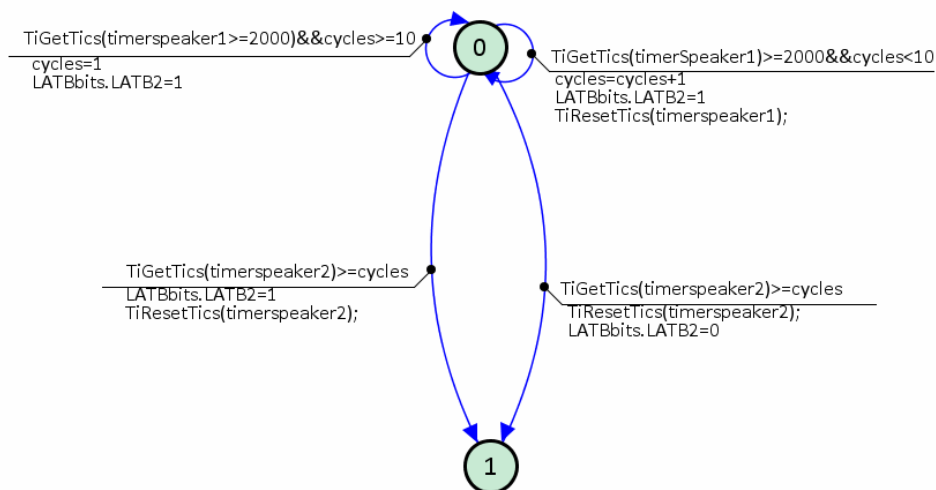 TiGetTics(timerspeaker1>=2000)&&cycles>=10
cycles=1
LATBbits.LATB2=1
0
TiGetTics(timerSpeaker1)>=2000&&cycles<10
cycles=cycles+1
LATBbits.LATB2=1
TiResetTics(timerspeaker1);
TiGetTics(timerspeaker2)>=cycles
LATBbits.LATB2=1
TiResetTics(timerspeaker2);
TiGetTics(timerspeaker2)>=cycles
TiResetTics(timerspeaker2);
LATBbits.LATB2=0
1